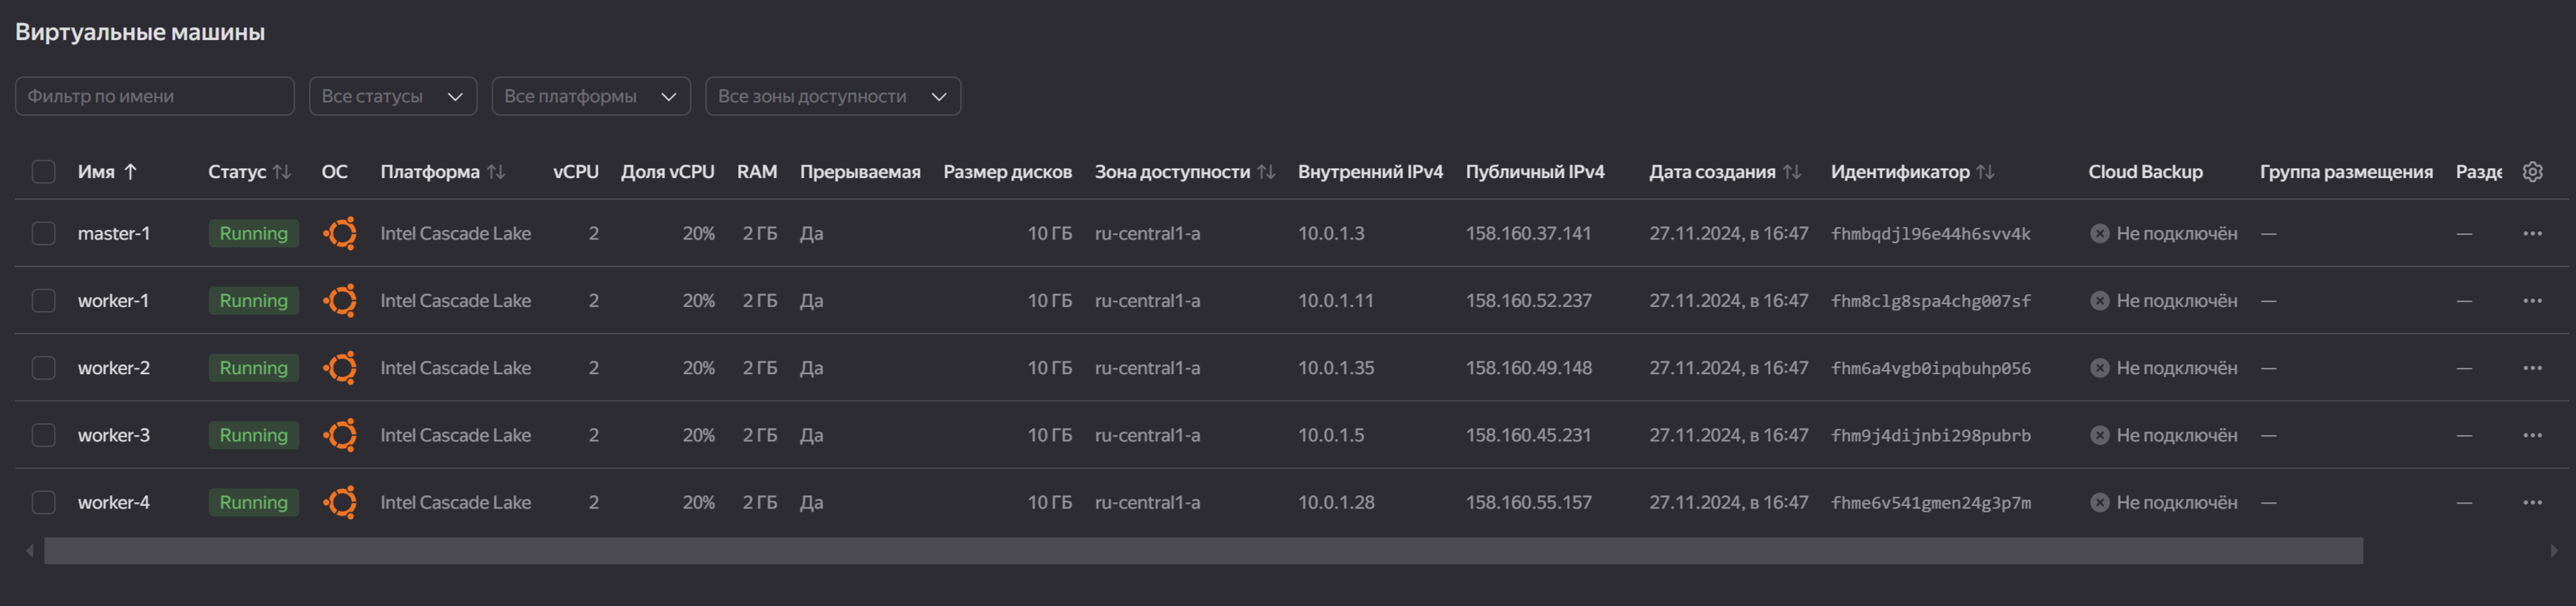 Виртуальные машины
Фильтр по имени Все статусы Все платформы Все зоны доступности
Имя ↑ Статус ОС Платформа vCPU Доля vCPU RAM Прерываемая Размер дисков Зона доступности Внутренний IPv4 Публичный IPv4 Дата создания Идентификатор Cloud Backup Группа размещения Разде
master-1 Running Intel Cascade Lake 2 20% 2 ГБ Да 10 ГБ ru-central1-a 10.0.1.3 158.160.37.141 27.11.2024, в 16:47 fhmbqdjl96e44h6svv4k Не подключён — — ...
worker-1 Running Intel Cascade Lake 2 20% 2 ГБ Да 10 ГБ ru-central1-a 10.0.1.11 158.160.52.237 27.11.2024, в 16:47 fhm8clg8spa4chg007sf Не подключён — — ...
worker-2 Running Intel Cascade Lake 2 20% 2 ГБ Да 10 ГБ ru-central1-a 10.0.1.35 158.160.49.148 27.11.2024, в 16:47 fhm6a4vgb0ipqbuhp056 Не подключён — — ...
worker-3 Running Intel Cascade Lake 2 20% 2 ГБ Да 10 ГБ ru-central1-a 10.0.1.5 158.160.45.231 27.11.2024, в 16:47 fhm9j4dijnbi298pubrb Не подключён — — ...
worker-4 Running Intel Cascade Lake 2 20% 2 ГБ Да 10 ГБ ru-central1-a 10.0.1.28 158.160.55.157 27.11.2024, в 16:47 fhme6v541gmen24g3p7m Не подключён — — ...